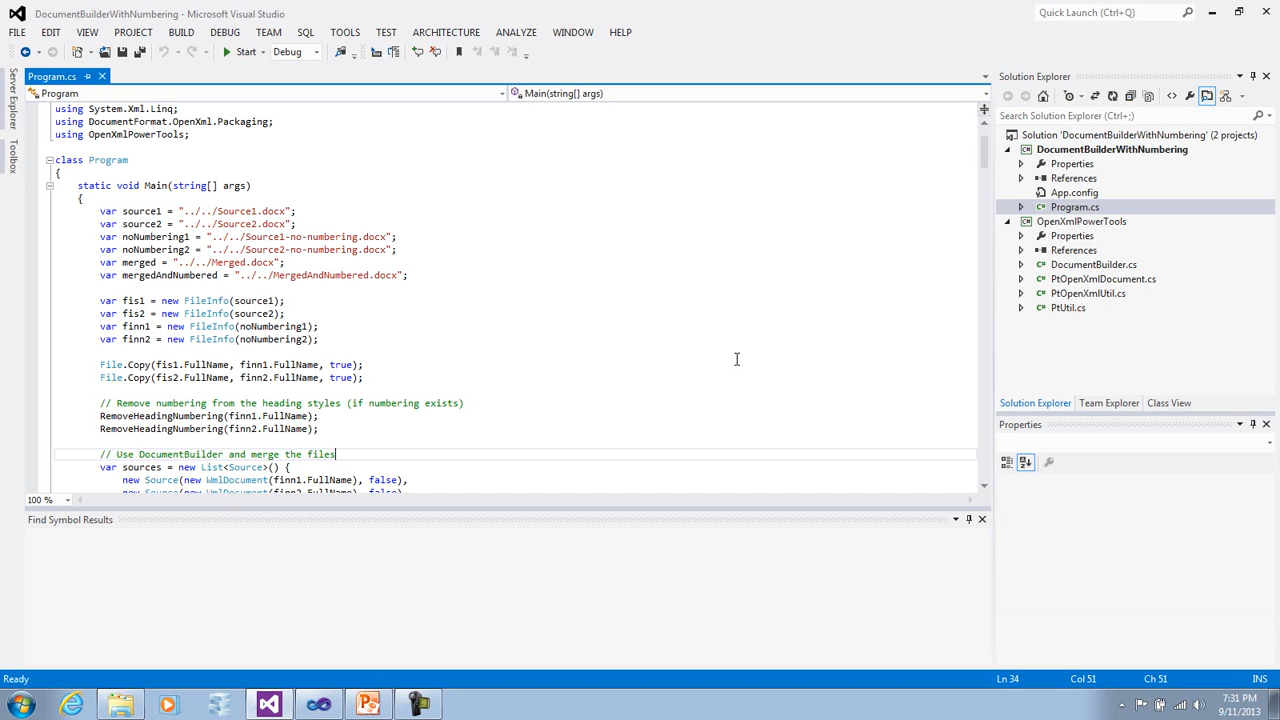 DocumentBuilderWithNumbering - Microsoft Visual Studio
Quick Launch (Ctrl+Q)
FILE EDIT VIEW PROJECT BUILD DEBUG TEAM SQL TOOLS TEST ARCHITECTURE ANALYZE WINDOW HELP
Start Debug
Server Explorer
Toolbox
Program.cs
Program
Main(string[] args)
using System.Xml.Linq;
using DocumentFormat.OpenXml.Packaging;
using OpenXmlPowerTools;
class Program
{
static void Main(string[] args)
{
var source1 = "../../Source1.docx";
var source2 = "../../Source2.docx";
var noNumbering1 = "../../Source1-no-numbering.docx";
var noNumbering2 = "../../Source2-no-numbering.docx";
var merged = "../../Merged.docx";
var mergedAndNumbered = "../../MergedAndNumbered.docx";
var fis1 = new FileInfo(source1);
var fis2 = new FileInfo(source2);
var finn1 = new FileInfo(noNumbering1);
var finn2 = new FileInfo(noNumbering2);
File.Copy(fis1.FullName, finn1.FullName, true);
File.Copy(fis2.FullName, finn2.FullName, true);
// Remove numbering from the heading styles (if numbering exists)
RemoveHeadingNumbering(finn1.FullName);
RemoveHeadingNumbering(finn2.FullName);
// Use DocumentBuilder and merge the files
var sources = new List<Source>() {
new Source(new WmlDocument(finn1.FullName), false),
new Source(new WmlDocument(finn2.FullName), false)
100 %
Find Symbol Results
Solution Explorer
Search Solution Explorer (Ctrl+;)
Solution 'DocumentBuilderWithNumbering' (2 projects)
DocumentBuilderWithNumbering
Properties
References
App.config
Program.cs
OpenXmlPowerTools
Properties
References
DocumentBuilder.cs
PtOpenXmlDocument.cs
PtOpenXmlUtil.cs
PtUtil.cs
Solution Explorer Team Explorer Class View
Properties
Ready
Ln 34 Col 51 Ch 51 INS
7:31 PM
9/11/2013